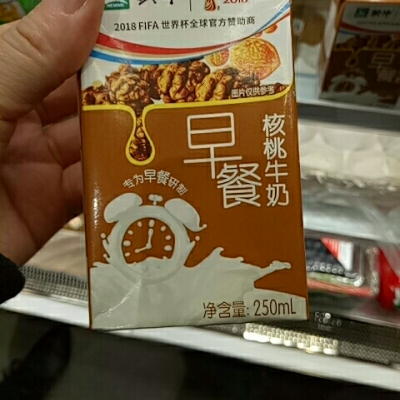 2018 FIFA 世界杯全球官方赞助商
图片仅供参考
早餐
核桃牛奶
专为早餐研制
净含量: 250mL